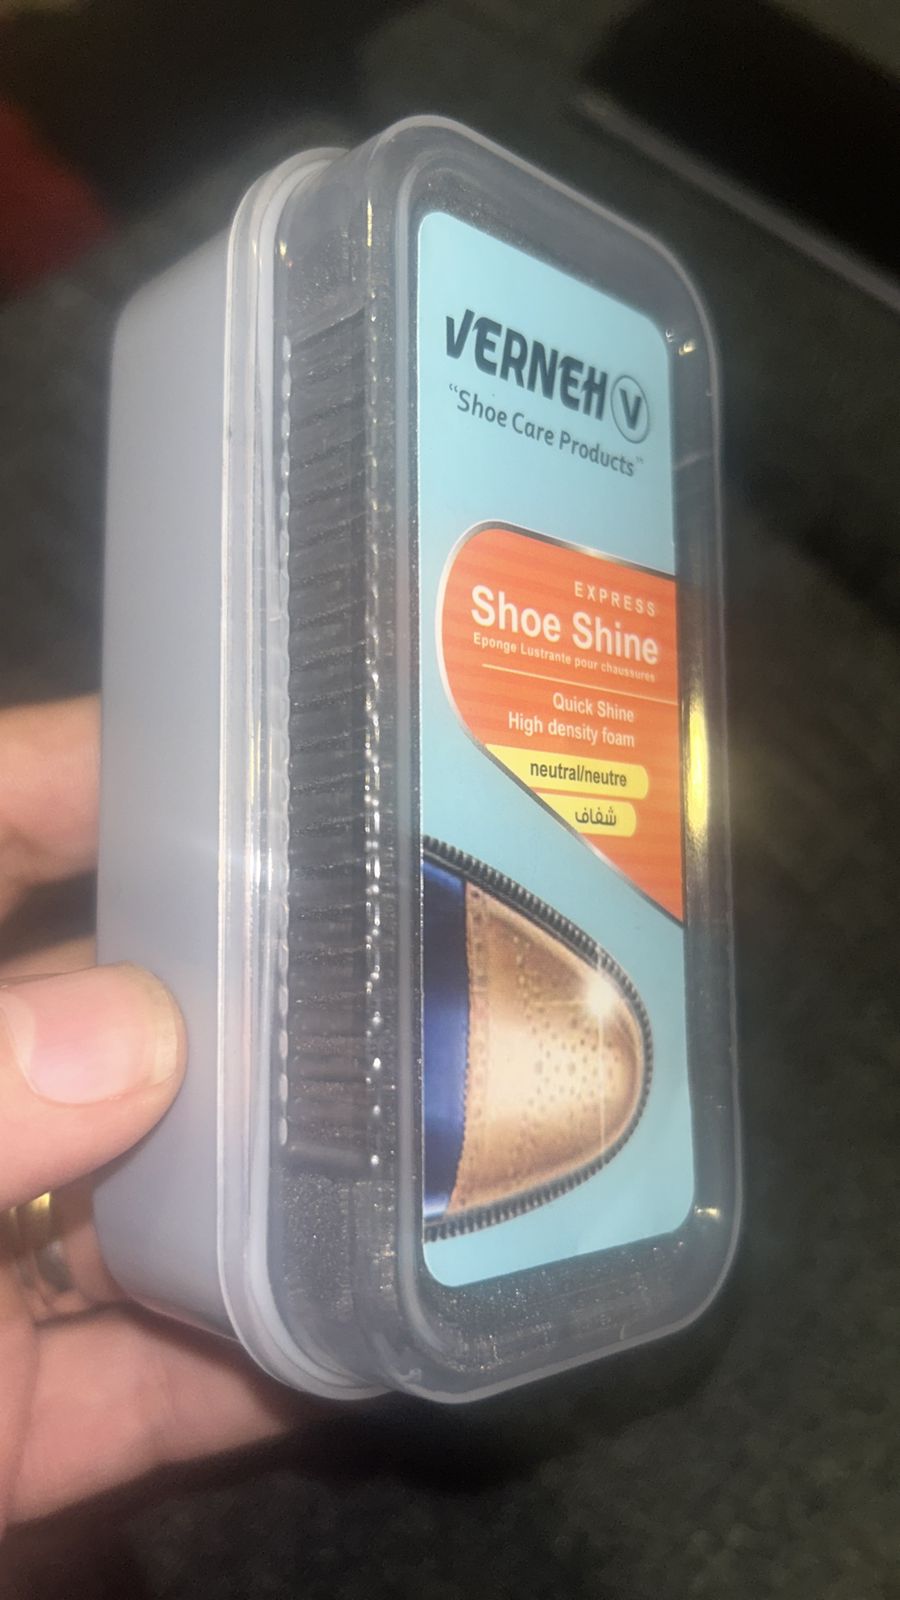 VERNEH V
“Shoe Care Products”
EXPRESS
Shoe Shine
Eponge Lustrante pour chaussures
Quick Shine
High density foam
neutral/neutre
شفاف